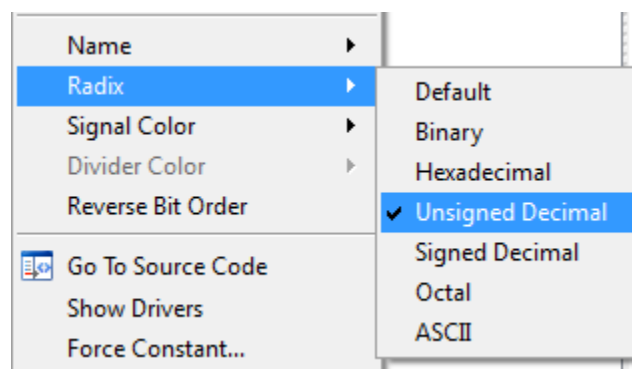 Name
Radix
Signal Color
Divider Color
Reverse Bit Order
Go To Source Code
Show Drivers
Force Constant...
Default
Binary
Hexadecimal
Unsigned Decimal
Signed Decimal
Octal
ASCII